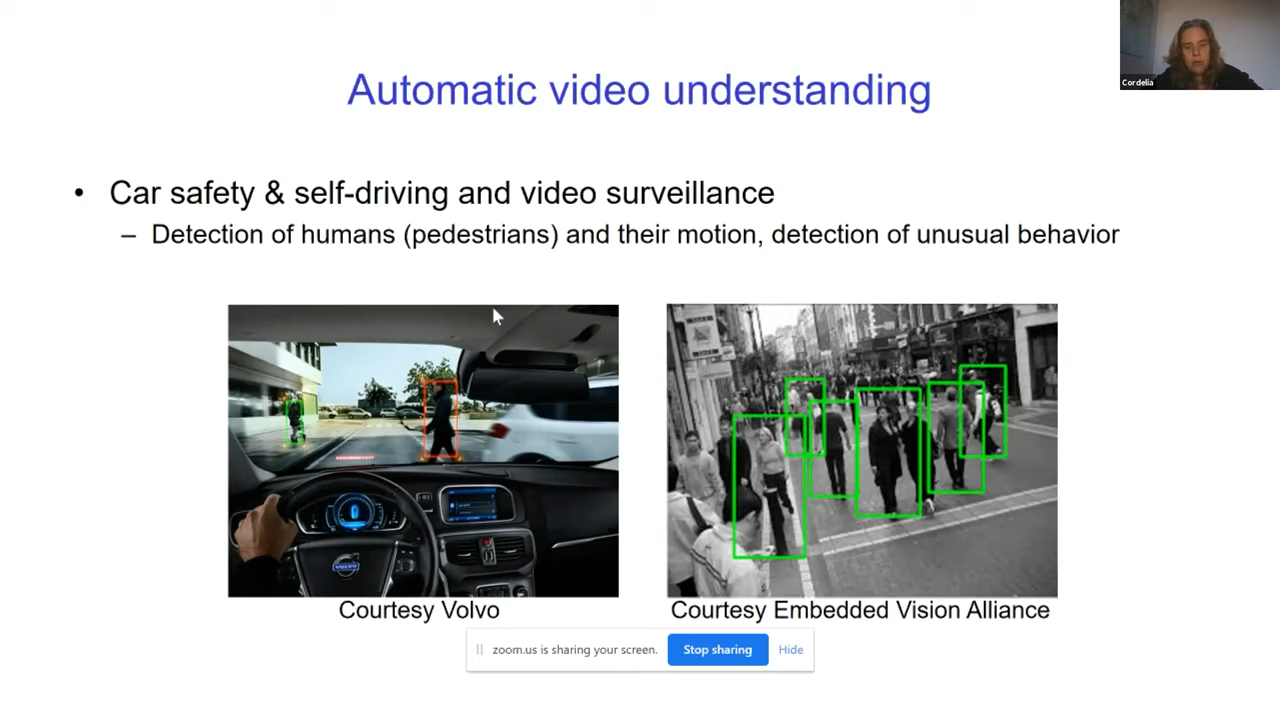 Cordelia
Automatic video understanding
• Car safety & self-driving and video surveillance
– Detection of humans (pedestrians) and their motion, detection of unusual behavior
VOLVO
Courtesy Volvo
Courtesy Embedded Vision Alliance
zoom.us is sharing your screen.
Stop sharing
Hide